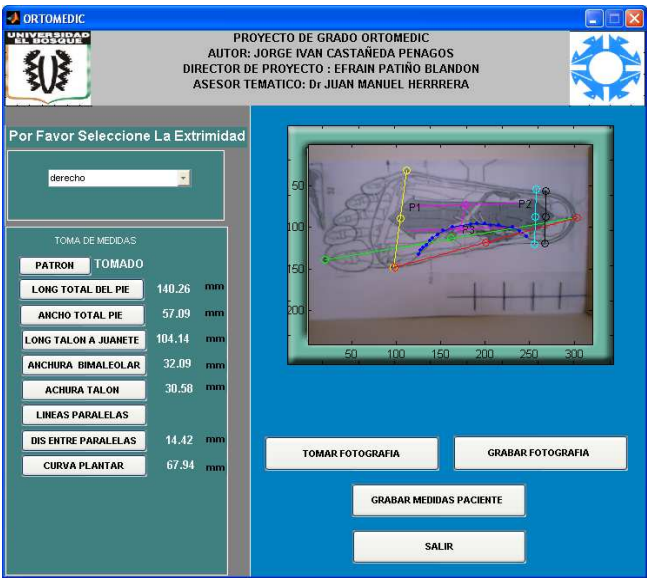 ORTOMEDIC
UNIVERSIDAD
EL BOSQUE
PROYECTO DE GRADO ORTOMEDIC
AUTOR: JORGE IVAN CASTAÑEDA PENAGOS
DIRECTOR DE PROYECTO : EFRAIN PATIÑO BLANDON
ASESOR TEMATICO: Dr JUAN MANUEL HERRRERA
Por Favor Seleccione La Extrimidad
derecho
TOMA DE MEDIDAS
PATRON TOMADO
LONG TOTAL DEL PIE 140.26 mm
ANCHO TOTAL PIE 57.09 mm
LONG TALON A JUANETE 104.14 mm
ANCHURA BIMALEOLAR 32.09 mm
ACHURA TALON 30.58 mm
LINEAS PARALELAS
DIS ENTRE PARALELAS 14.42 mm
CURVA PLANTAR 67.94 mm
50
100
150
200
P1 P2
P3
50 100 150 200 250 300
TOMAR FOTOGRAFIA GRABAR FOTOGRAFIA
GRABAR MEDIDAS PACIENTE
SALIR